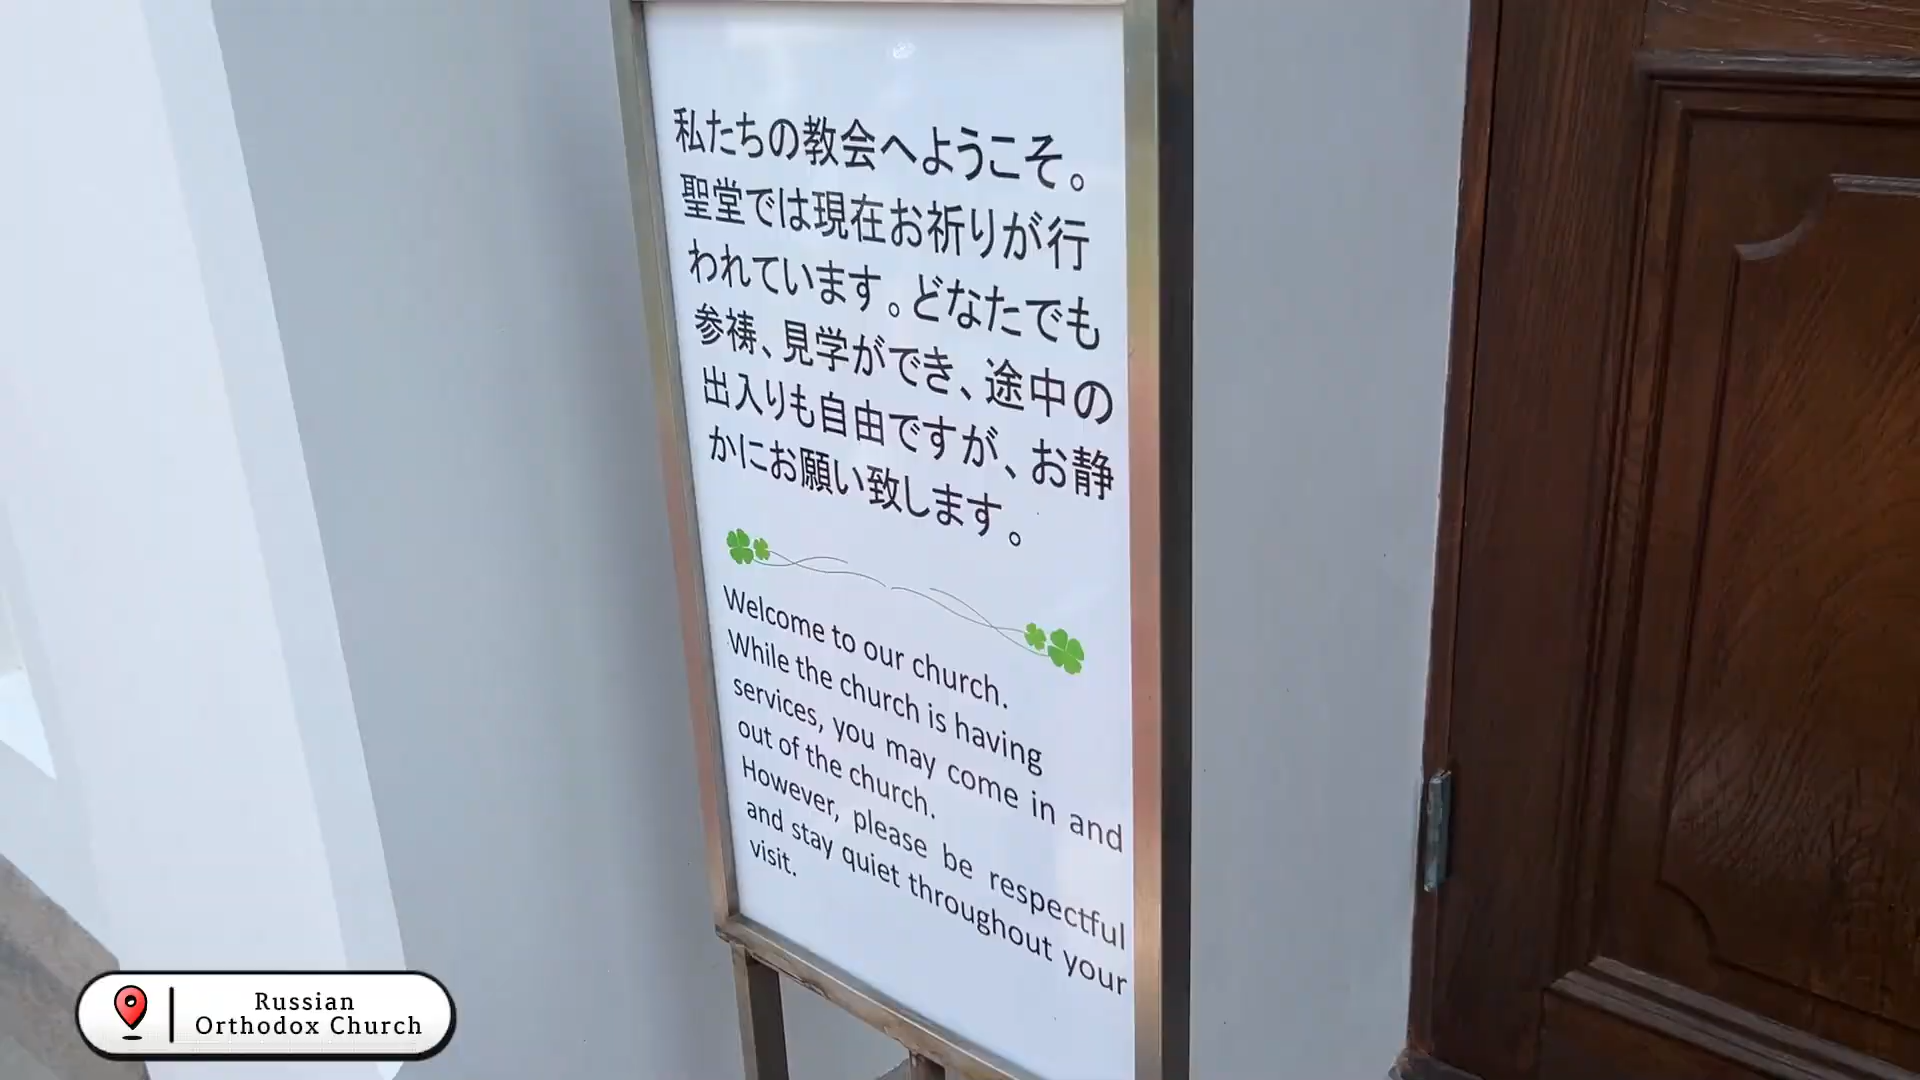 私たちの教会へようこそ。
聖堂では現在お祈りが行
われています。どなたでも
参祷、見学ができ、途中の
出入りも自由ですが、お静
かにお願い致します。
Welcome to our church.
While the church is having
services, you may come in and
out of the church.
However, please be respectful
and stay quiet throughout your
visit.
Russian
Orthodox Church